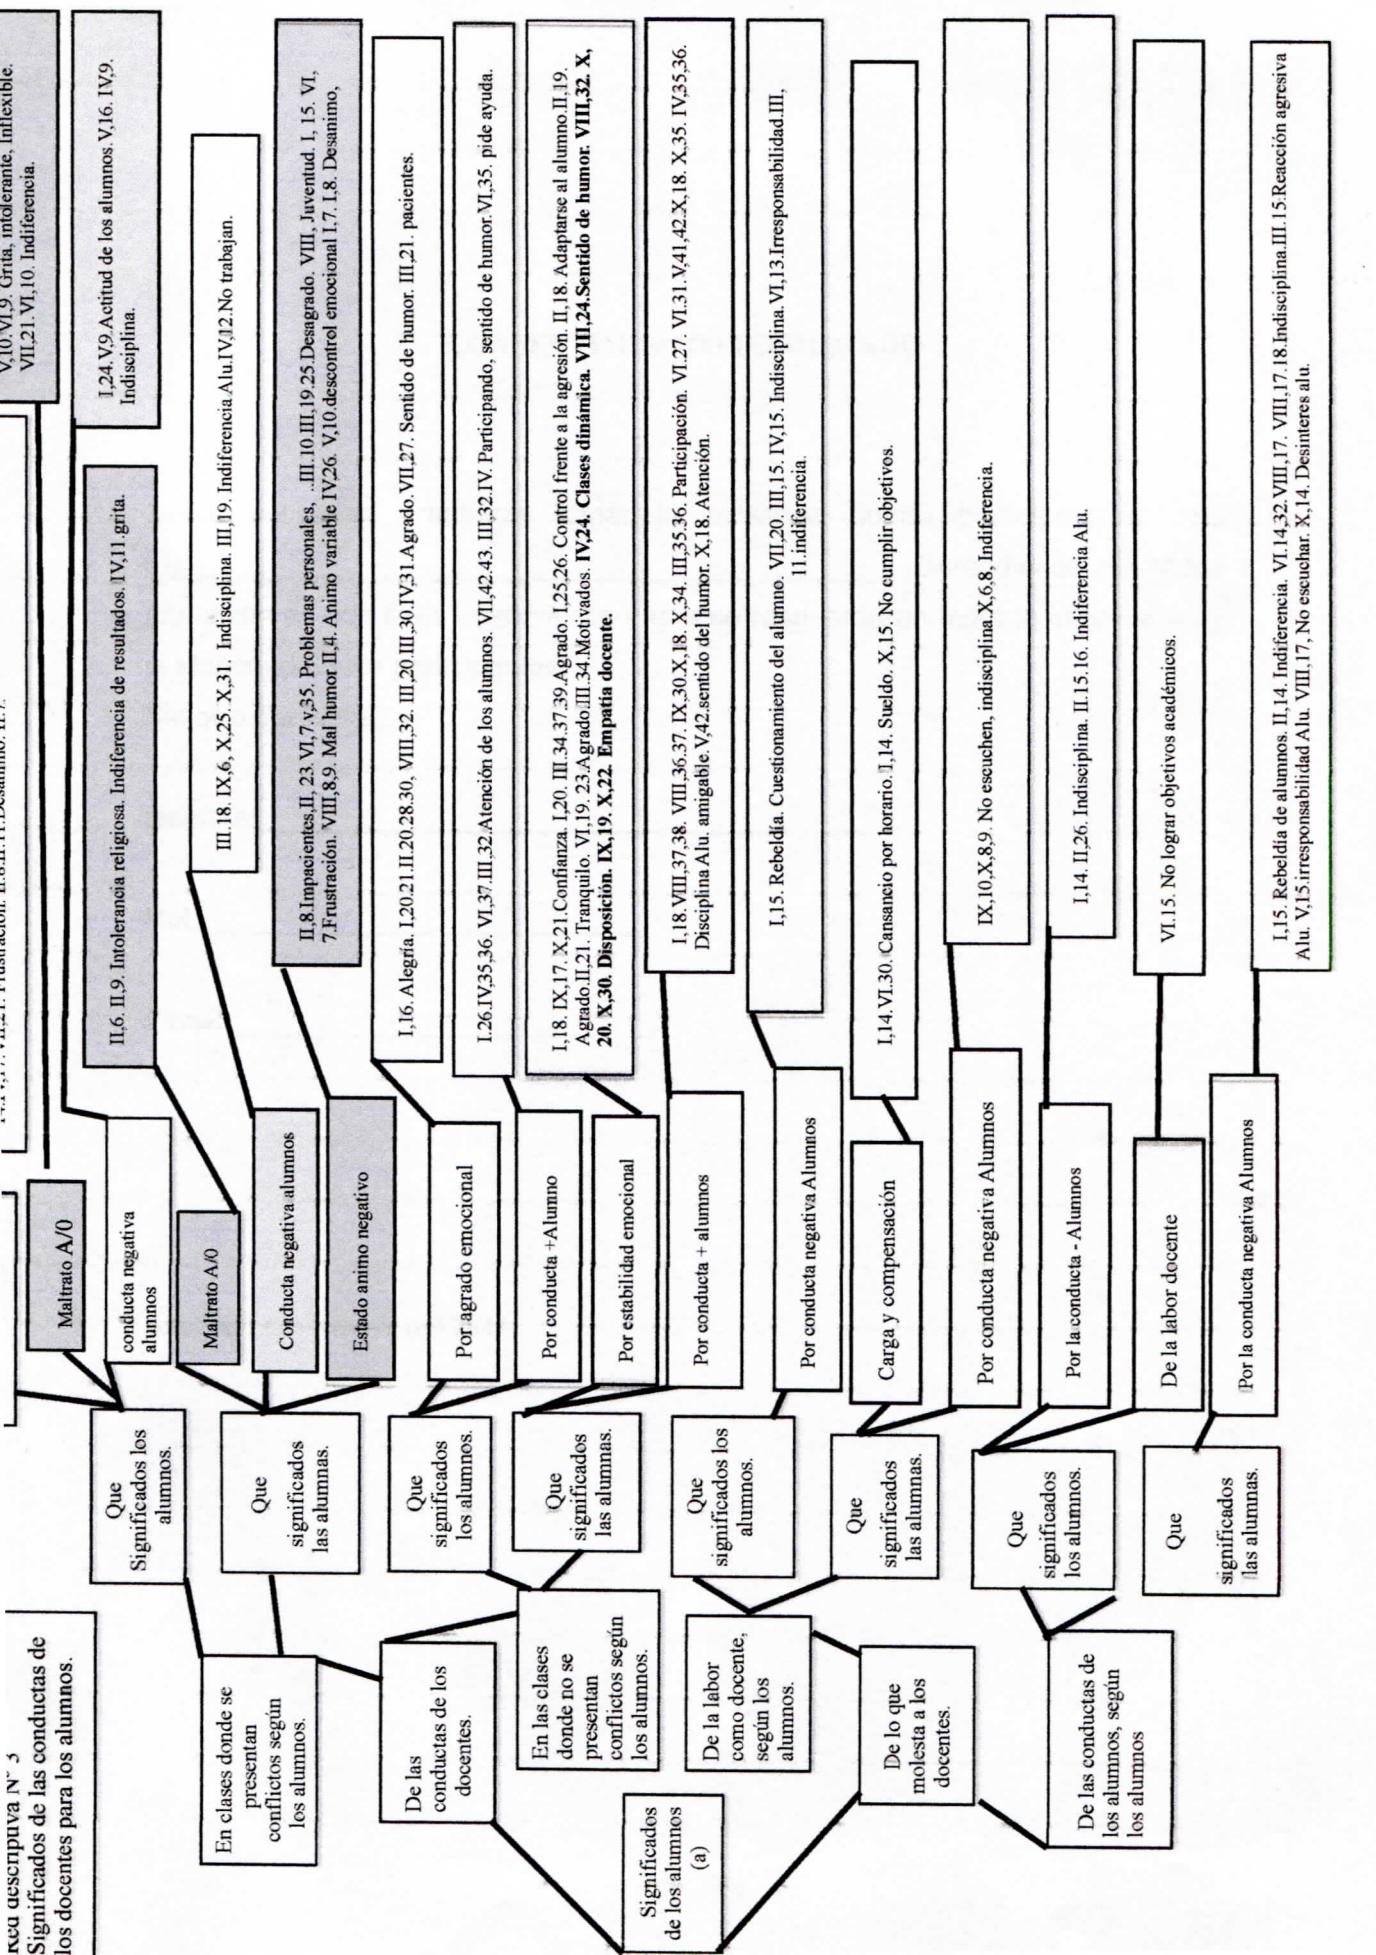 Significados de las conductas de
los docentes para los alumnos.
Significados
de los alumnos
(a)
De las
conductas de los
docentes.
De lo que
molesta a los
docentes.
En clases donde se
presentan
conflictos según
los alumnos.
En las clases
donde no se
presentan
conflictos según
los alumnos.
De la labor
como docente,
según los
alumnos.
De las conductas de
los alumnos, según
los alumnos
Que
Significados los
alumnos.
Que
significados
las alumnas.
Que
significados
los alumnos.
Que
significados
las alumnas.
Que
significados los
alumnos.
Que
significados
las alumnas.
Que
significados
los alumnos.
Que
significados
las alumnas.
Maltrato A/0
conducta negativa
alumnos
Maltrato A/0
Conducta negativa alumnos
Estado animo negativo
Por agrado emocional
Por conducta +Alumno
Por estabilidad emocional
Por conducta + alumnos
Por conducta negativa Alumnos
Carga y compensación
Por conducta negativa Alumnos
Por la conducta - Alumnos
De la labor docente
Por la conducta negativa Alumnos
V,10.VI,9. Grita, intolerante, Inflexible.
VII,21.VI,10. Indiferencia.
I,24.V,9.Actitud de los alumnos. V,16. IV,9.
Indisciplina.
II,6. II,9. Intolerancia religiosa. Indiferencia de resultados. IV,11.grita.
III.18. IX,6, X,25. X,31 Indisciplina. III,19. Indiferencia Alu.IV,12.No trabajan.
II,8.Impacientes,II, 23. VI,7.v,35. Problemas personales, ..III.10.III,19.25.Desagrado. VIII, Juventud. I, 15. VI,
7.Frustración. VIII,8,9. Mal humor II,4. Animo variable IV,26. V,10.descontrol emocional I,7. I,8. Desanimo,
I,16. Alegría. I,20.21.II.20.28.30, VIII,32. III,20.III,30.IV,31.Agrado. VII,27. Sentido de humor. III,21. pacientes.
I.26.IV,35,36. VI,37.III,32.Atención de los alumnos. VII,42.43. III.32.IV. Participando, sentido de humor.VI,35. pide ayuda.
I,18. IX,17. X,21.Confianza. I,20. III.34.37.39.Agrado. I,25,26. Control frente a la agresión. II,18. Adaptarse al alumno.II,19.
Agrado.II,21. Tranquilo. VI,19. 23.Agrado.III.34.Motivados. IV,24. Clases dinámica. VIII,24.Sentido de humor. VIII,32. X,
20. X,30. Disposición. IX,19. X,22. Empatía docente.
I,18.VIII,37,38. VIII,36.37. IX,30.X,18. X,34. III,35.36. Participación. VI.27. VI.31.V,41,42.X,18. X,35. IV,35,36.
Disciplina Alu. amigable.V,42.sentido del humor. X,18. Atención.
I,15. Rebeldía. Cuestionamiento del alumno. VII,20. III,15. IV,15. Indisciplina.VI,13.Irresponsabilidad.III,
11.indiferencia.
I,14. VI.30. Cansancio por horario. I,14. Sueldo. X,15. No cumplir objetivos.
IX,10,X,8,9. No escuchen, indisciplina.X,6,8, Indiferencia.
I,14. II,26. Indisciplina. II.15.16. Indiferencia Alu.
VI.15. No lograr objetivos académicos.
I,15. Rebeldía de alumnos. II,14. Indiferencia. VI.14,32.VIII,17. VIII,17.18.Indisciplina.III.15:Reacción agresiva
Alu. V,15.irresponsabilidad Alu. VIII,17, No escuchar. X,14. Desinteres alu.